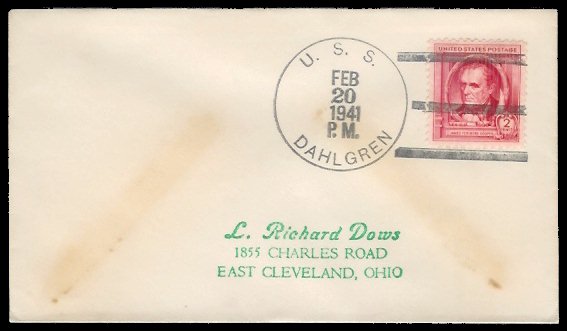 U. S. S.
FEB
20
1941
P.M.
DAHLGREN
UNITED STATES POSTAGE
2
L. Richard Dows
1855 CHARLES ROAD
EAST CLEVELAND, OHIO